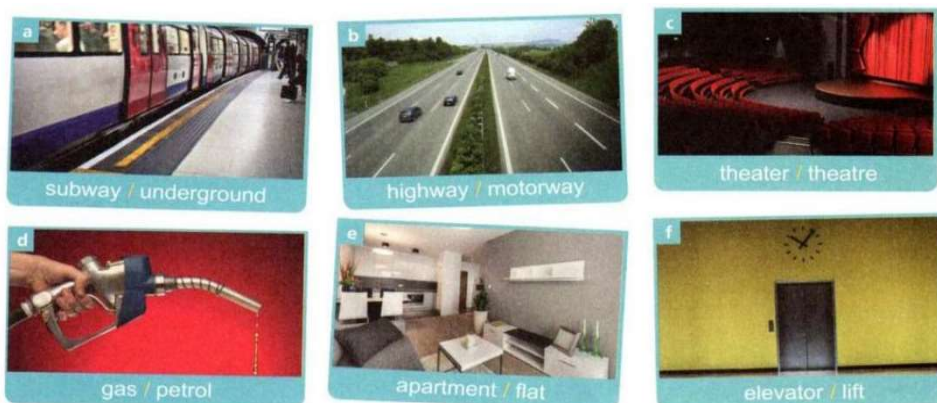 a
subway / underground
b
highway / motorway
c
theater / theatre
d
gas / petrol
e
apartment / flat
f
elevator / lift